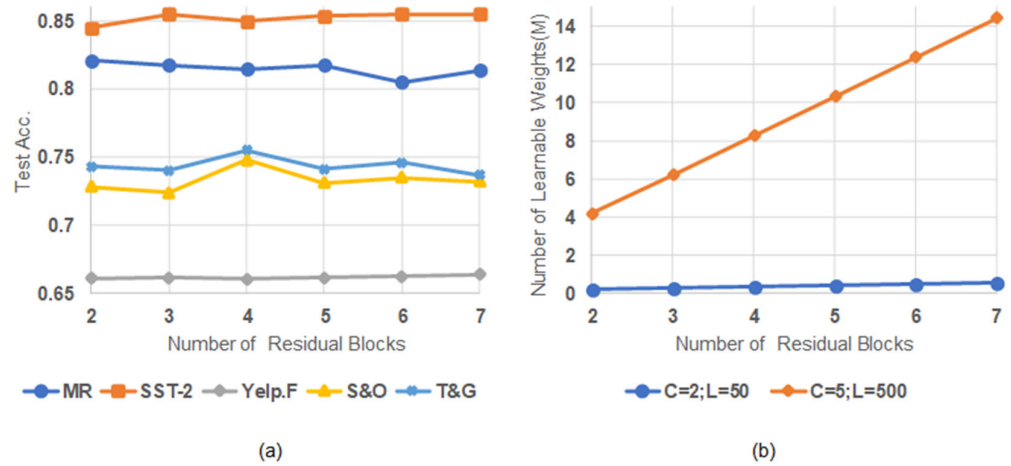 0.85
0.8
0.75
0.7
0.65
Test Acc.
2 3 4 5 6 7
Number of Residual Blocks
MR SST-2 Yelp.F S&O T&G
(a)
14
12
10
8
6
4
2
0
Number of Learnable Weights(M)
2 3 4 5 6 7
Number of Residual Blocks
C=2;L=50 C=5;L=500
(b)